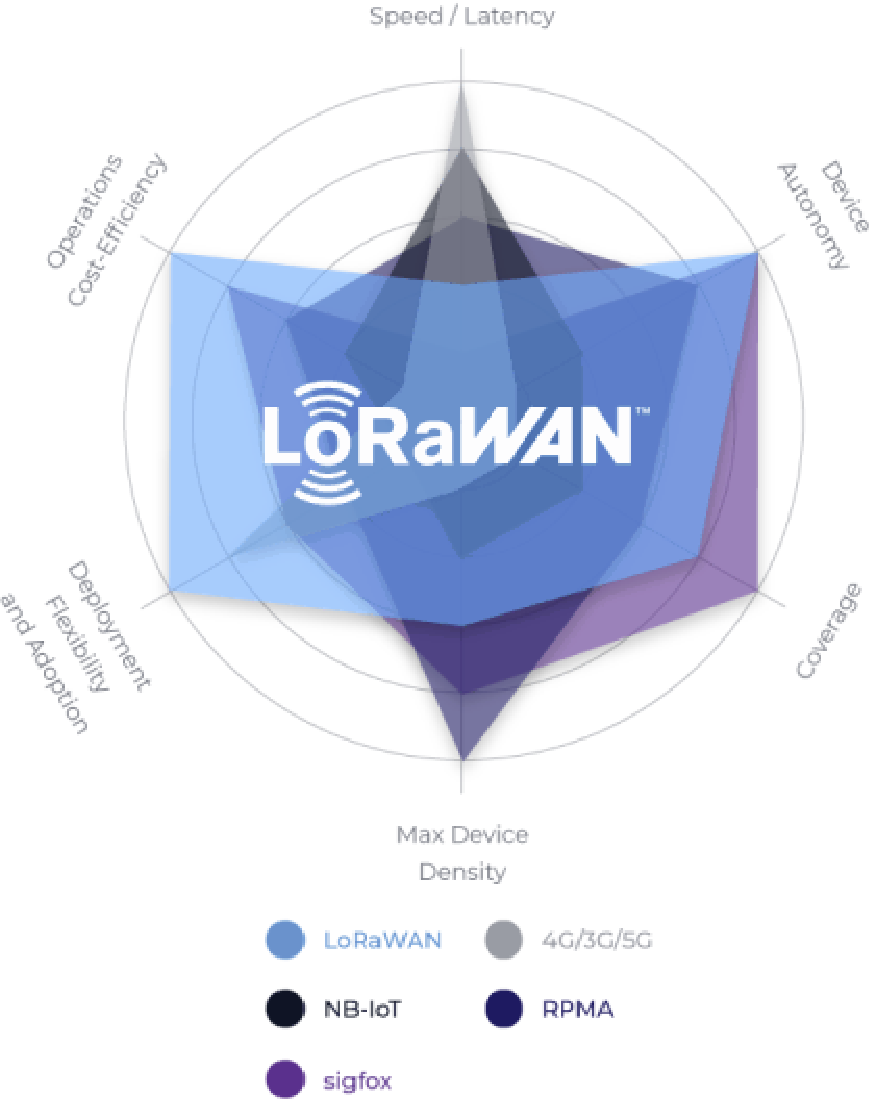 Speed / Latency
Operations
Cost-Efficiency
Device
Autonomy
LoRaWAN™
Deployment
Flexibility
and Adoption
Coverage
Max Device
Density
LoRaWAN
4G/3G/5G
NB-IoT
RPMA
sigfox